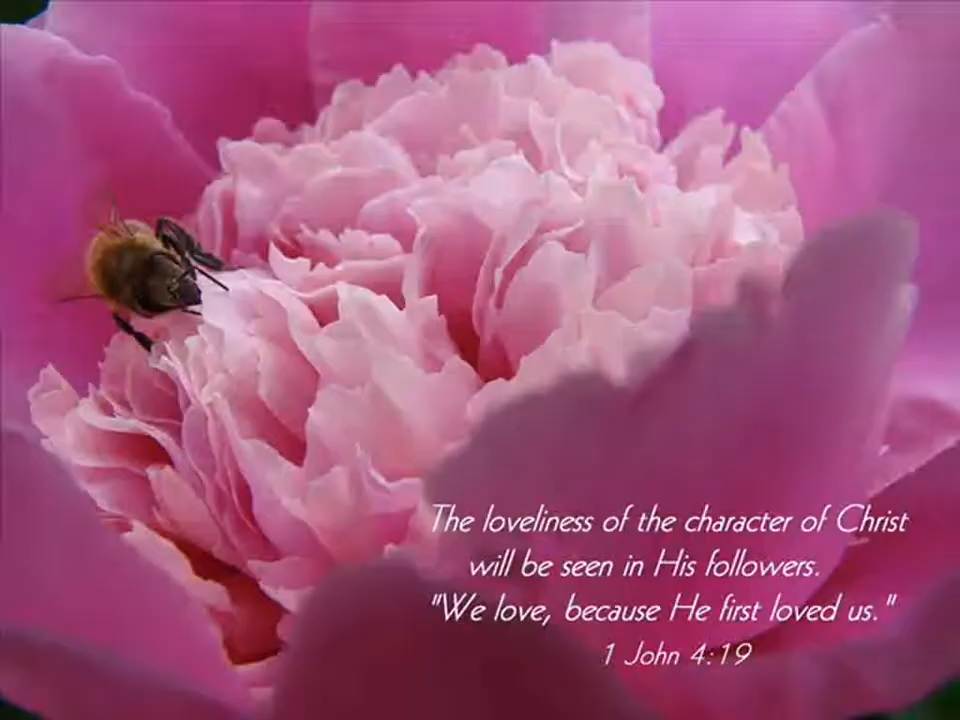 The loveliness of the character of Christ
will be seen in His followers.
"We love, because He first loved us."
1 John 4:19